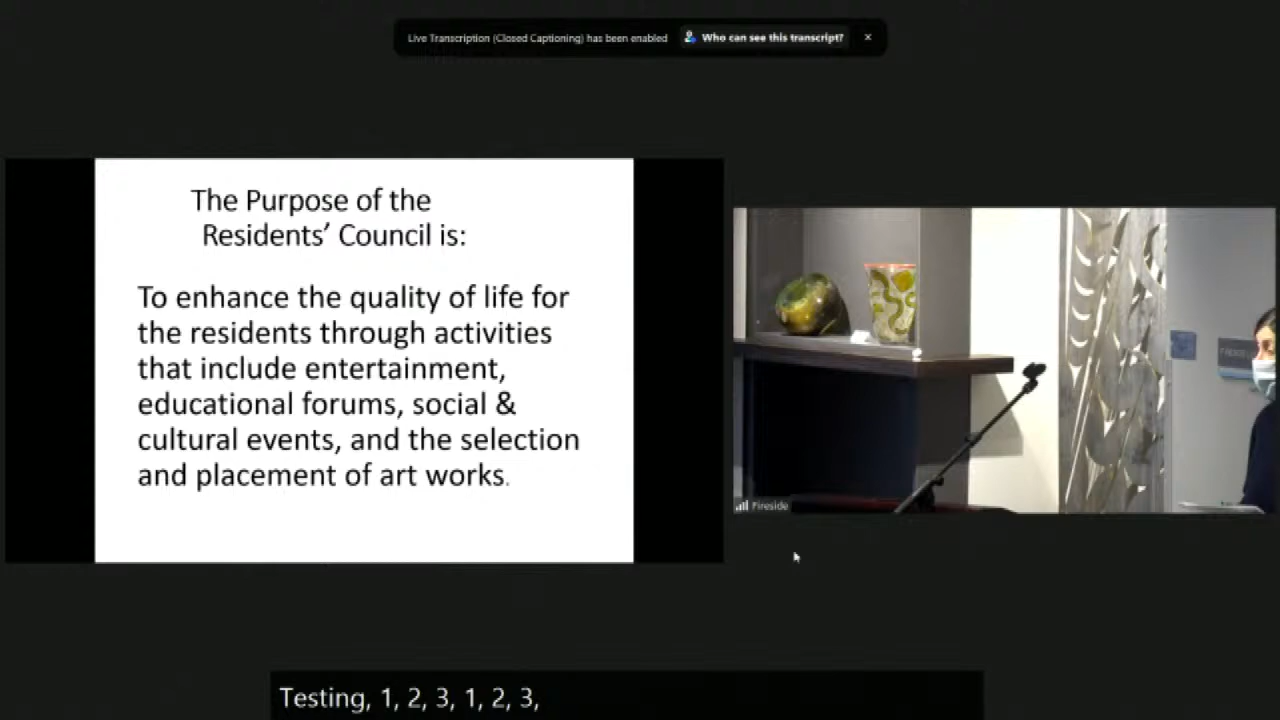 Live Transcription (Closed Captioning) has been enabled
Who can see this transcript?
The Purpose of the
Residents’ Council is:
To enhance the quality of life for
the residents through activities
that include entertainment,
educational forums, social &
cultural events, and the selection
and placement of art works.
Fireside
Testing, 1, 2, 3, 1, 2, 3,